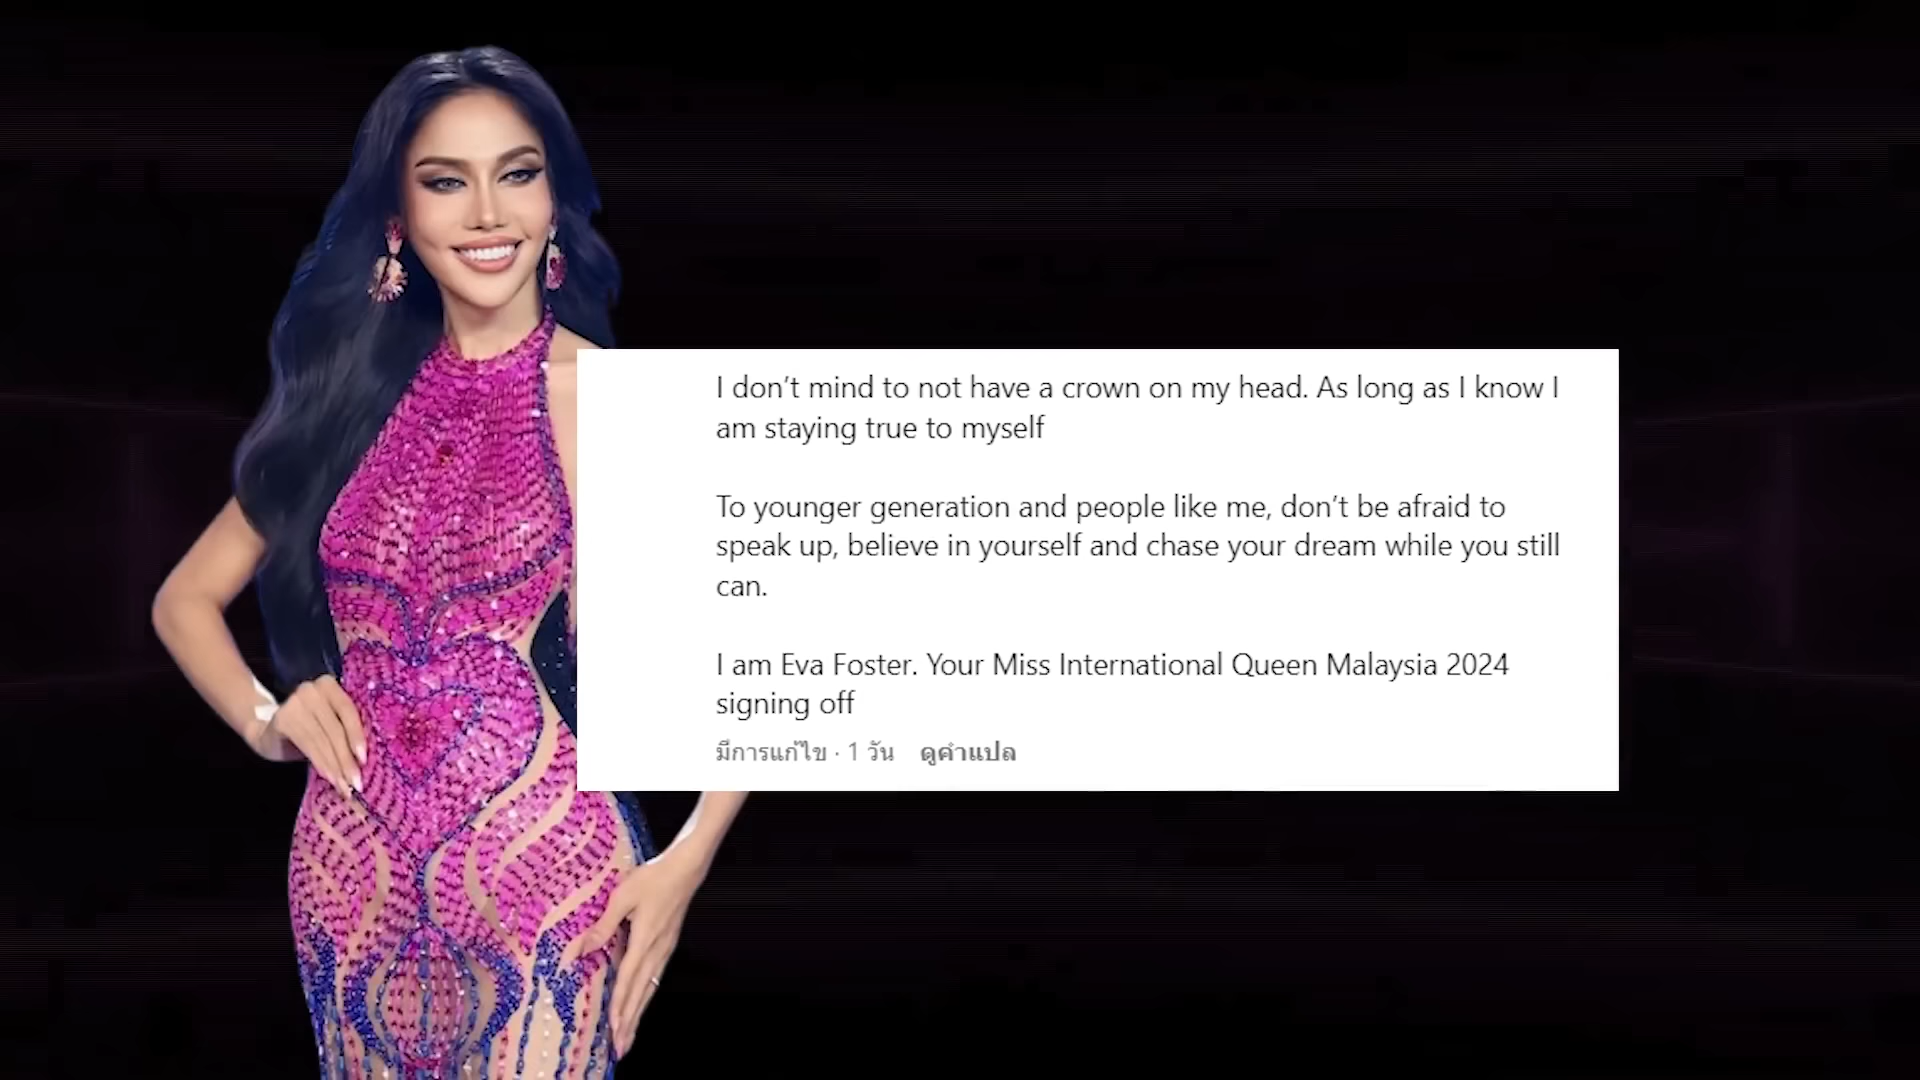 I don’t mind to not have a crown on my head. As long as I know I
am staying true to myself
To younger generation and people like me, don’t be afraid to
speak up, believe in yourself and chase your dream while you still
can.
I am Eva Foster. Your Miss International Queen Malaysia 2024
signing off
มีการแก้ไข · 1 วัน ดูคำแปล